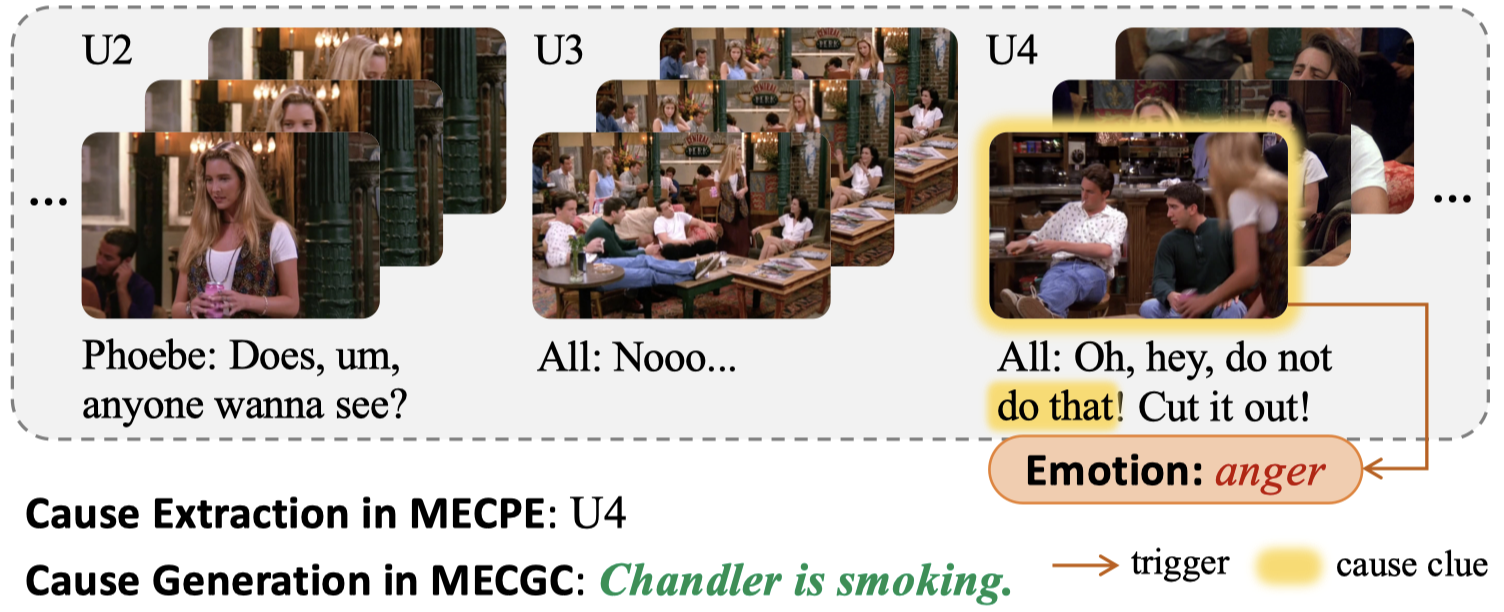 U2
U3
U4
CENTRAL
PERK
...
...
Phoebe: Does, um,
anyone wanna see?
All: Nooo...
All: Oh, hey, do not
do that! Cut it out!
Emotion: anger
Cause Extraction in MECPE: U4
Cause Generation in MECGC: Chandler is smoking.
trigger
cause clue